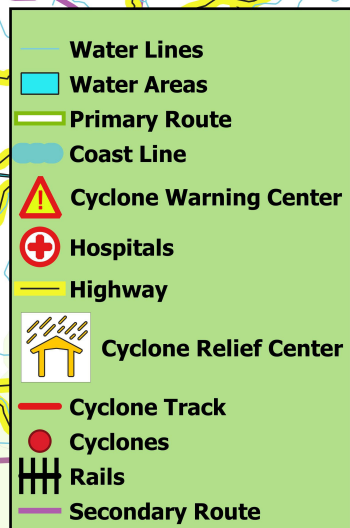 Water Lines
Water Areas
Primary Route
Coast Line
Cyclone Warning Center
Hospitals
Highway
Cyclone Relief Center
Cyclone Track
Cyclones
Rails
Secondary Route